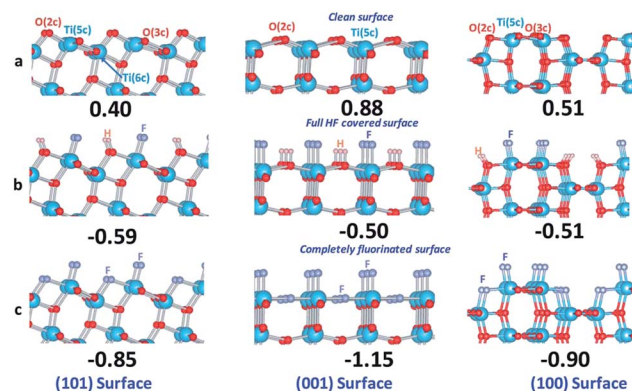 Clean surface
O(2c) Ti(5c) O(3c)
O(2c) Ti(5c)
O(2c) Ti(5c) O(3c)
a
Ti(6c)
0.40 0.88 0.51
Full HF covered surface
H F
H F
H F
b
-0.59 -0.50 -0.51
Completely fluorinated surface
F F
F F
F F
c
-0.85 -1.15 -0.90
(101) Surface (001) Surface (100) Surface